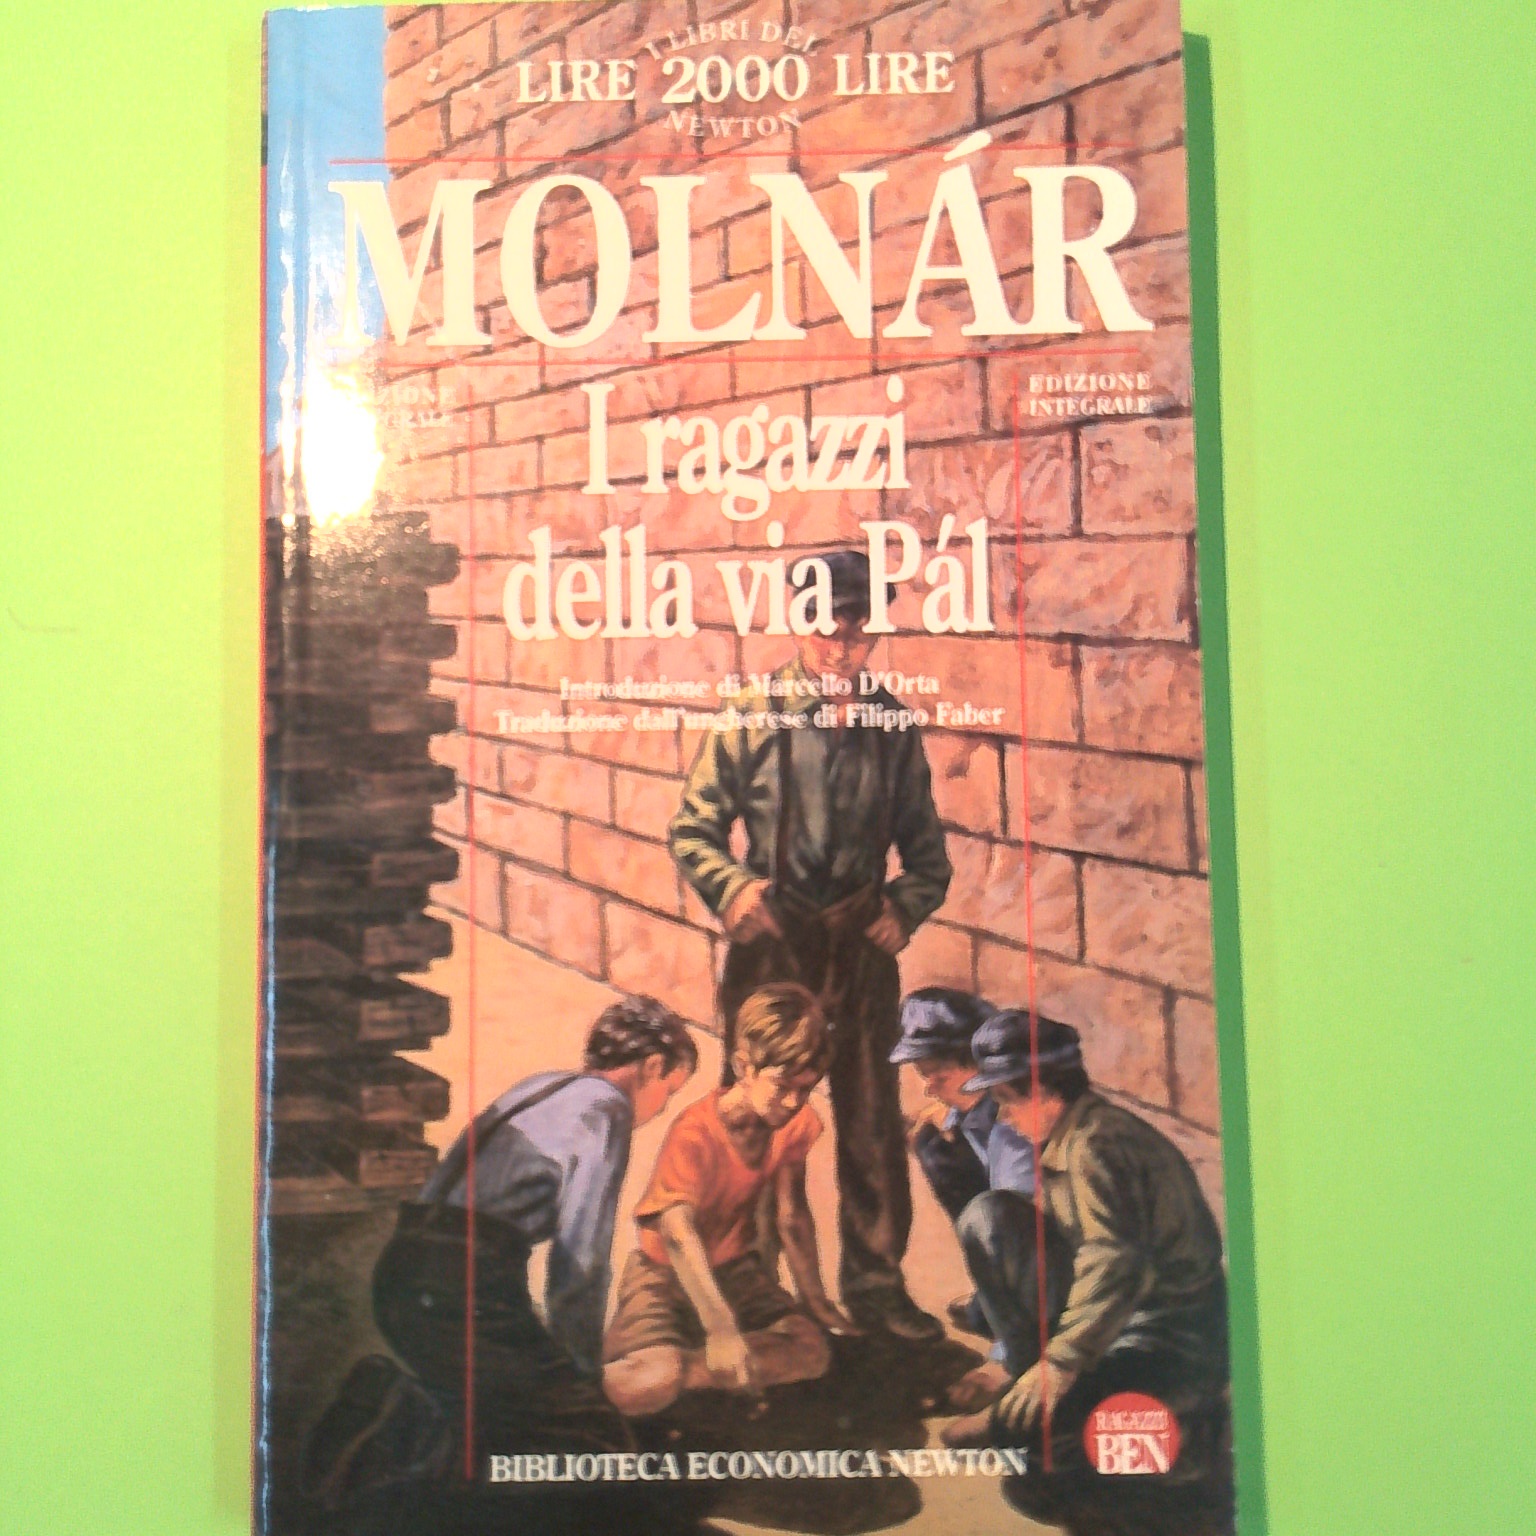 I LIBRI DEL
LIRE 2000 LIRE
NEWTON
MOLNÁR
EDIZIONE
INTEGRALE
I ragazzi
della via Pál
Introduzione di Marcello D'Orta
Traduzione dall'ungherese di Filippo Faber
RAGAZZI
BEN
BIBLIOTECA ECONOMICA NEWTON